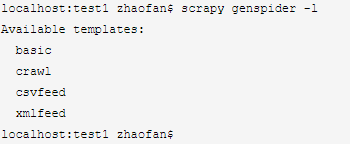 localhost:test1 zhaofan$ scrapy genspider -l
Available templates:
  basic
  crawl
  csvfeed
  xmlfeed
localhost:test1 zhaofan$